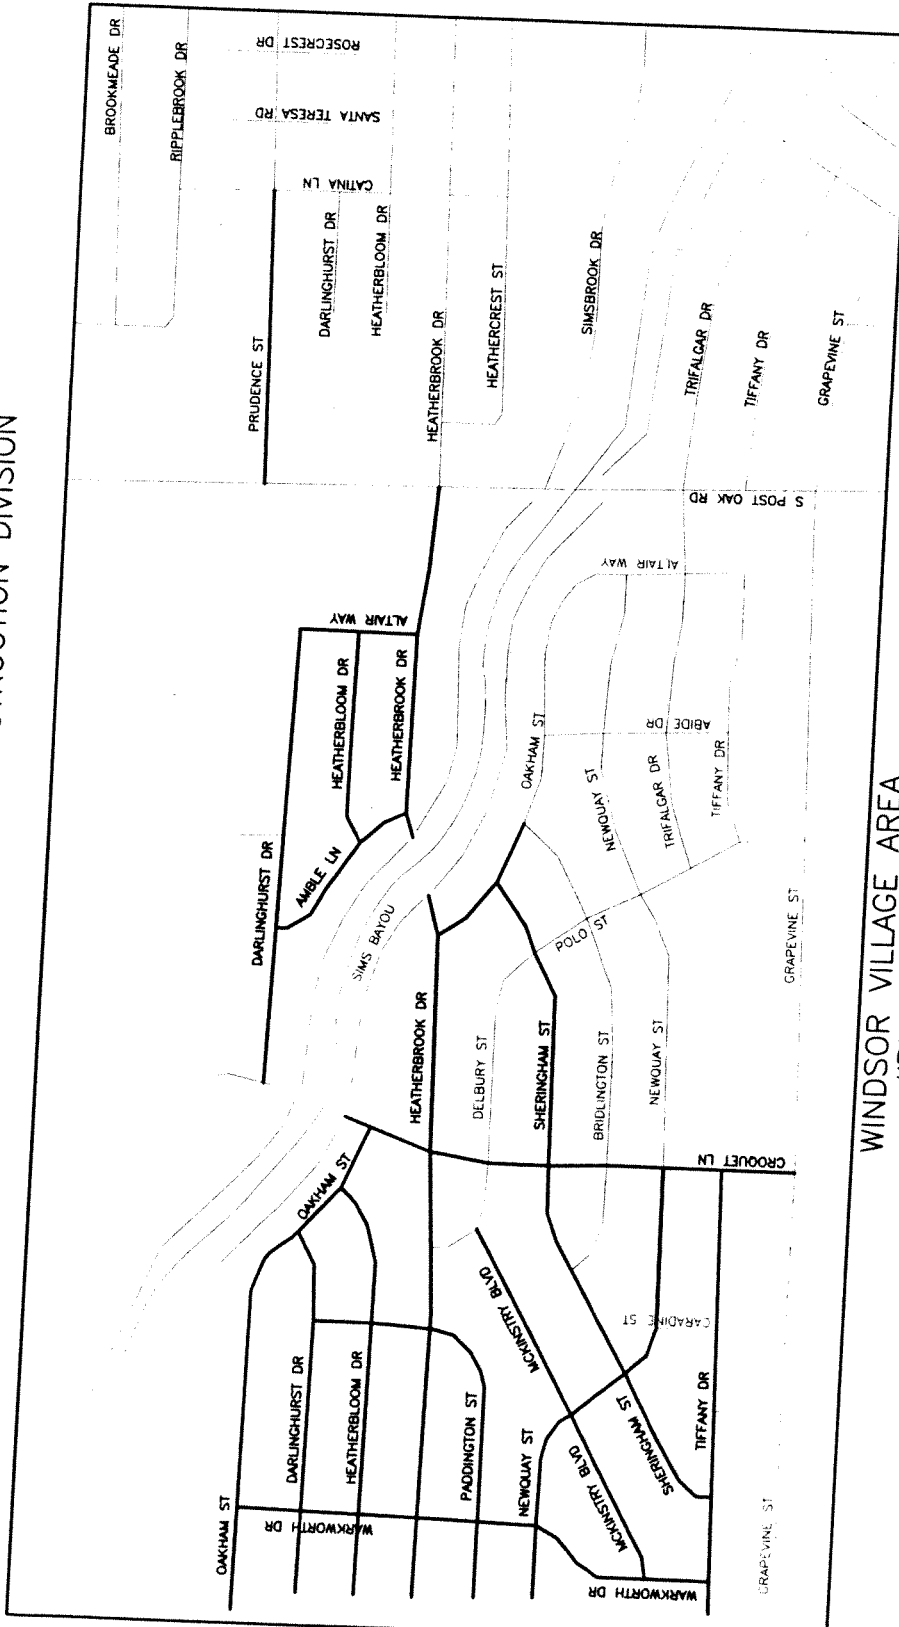 BROOKMEADE DR
RIPPLEBROOK DR
ROSECREST DR
SANTA TERESA RD
CATINA LN
DARLINGHURST DR
HEATHERBLOOM DR
PRUDENCE ST
HEATHERBROOK DR
HEATHERCREST ST
SIMSBROOK DR
TRIFALGAR DR
TIFFANY DR
GRAPEVINE ST
S POST OAK RD
DIVISION
ALTAIR WAY
ALTAIR WAY
HEATHERBLOOM DR
HEATHERBROOK DR
DARLINGHURST DR
AMBLE LN
SIMS BAYOU
OAKHAM ST
ABIDE DR
NEWQUAY ST
TRIFALGAR DR
TIFFANY DR
POLO ST
GRAPEVINE ST
HEATHERBROOK DR
DELBURY ST
SHERINGHAM ST
BRIDLINGTON ST
NEWQUAY ST
CROQUET LN
OAKHAM ST
MCKINSTRY BLVD
CARADINE ST
DARLINGHURST DR
HEATHERBLOOM DR
PADDINGTON ST
NEWQUAY ST
MCKINSTRY BLVD
SHERINGHAM ST
TIFFANY DR
OAKHAM ST
WARKWORTH DR
WARKWORTH DR
GRAPEVINE ST
WINDSOR VILLAGE AREA